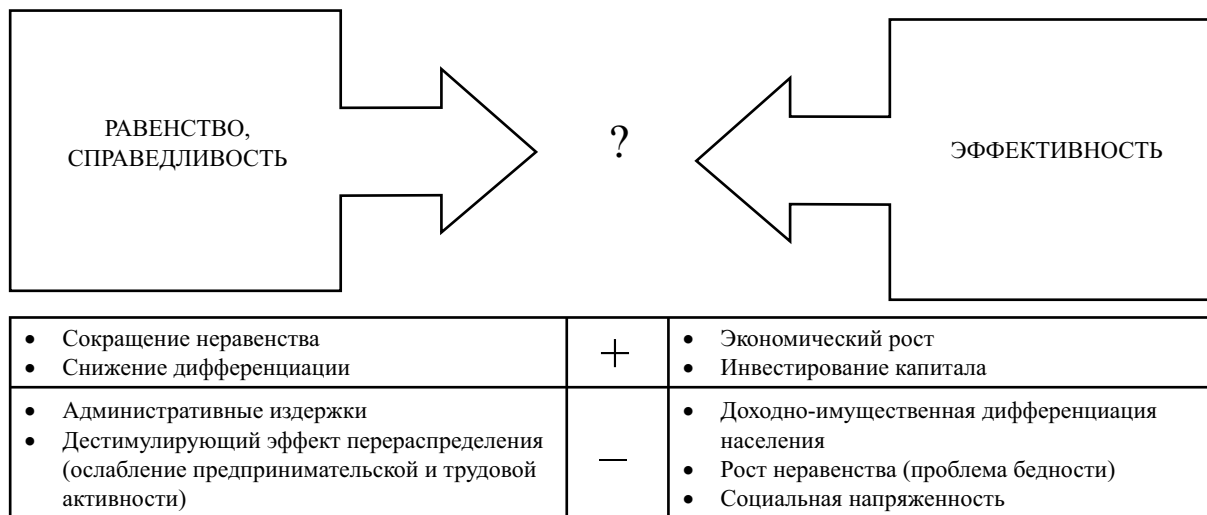 РАВЕНСТВО,
СПРАВЕДЛИВОСТЬ
?
ЭФФЕКТИВНОСТЬ
• Сокращение неравенства
• Снижение дифференциации
+
• Экономический рост
• Инвестирование капитала
• Административные издержки
• Дестимулирующий эффект перераспределения
(ослабление предпринимательской и трудовой
активности)
—
• Доходно-имущественная дифференциация
населения
• Рост неравенства (проблема бедности)
• Социальная напряженность